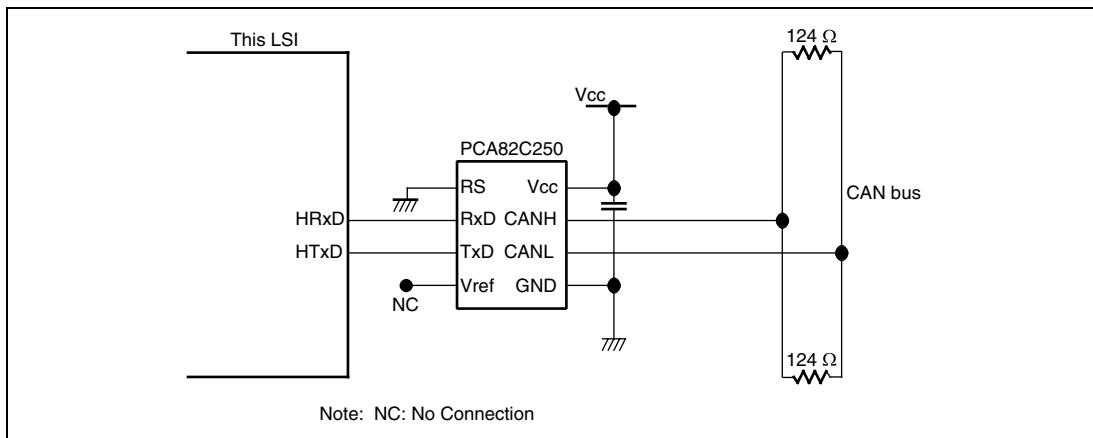 This LSI
124 Ω
Vcc
PCA82C250
RS Vcc
CAN bus
HRxD RxD CANH
HTxD TxD CANL
Vref GND
NC
124 Ω
Note: NC: No Connection